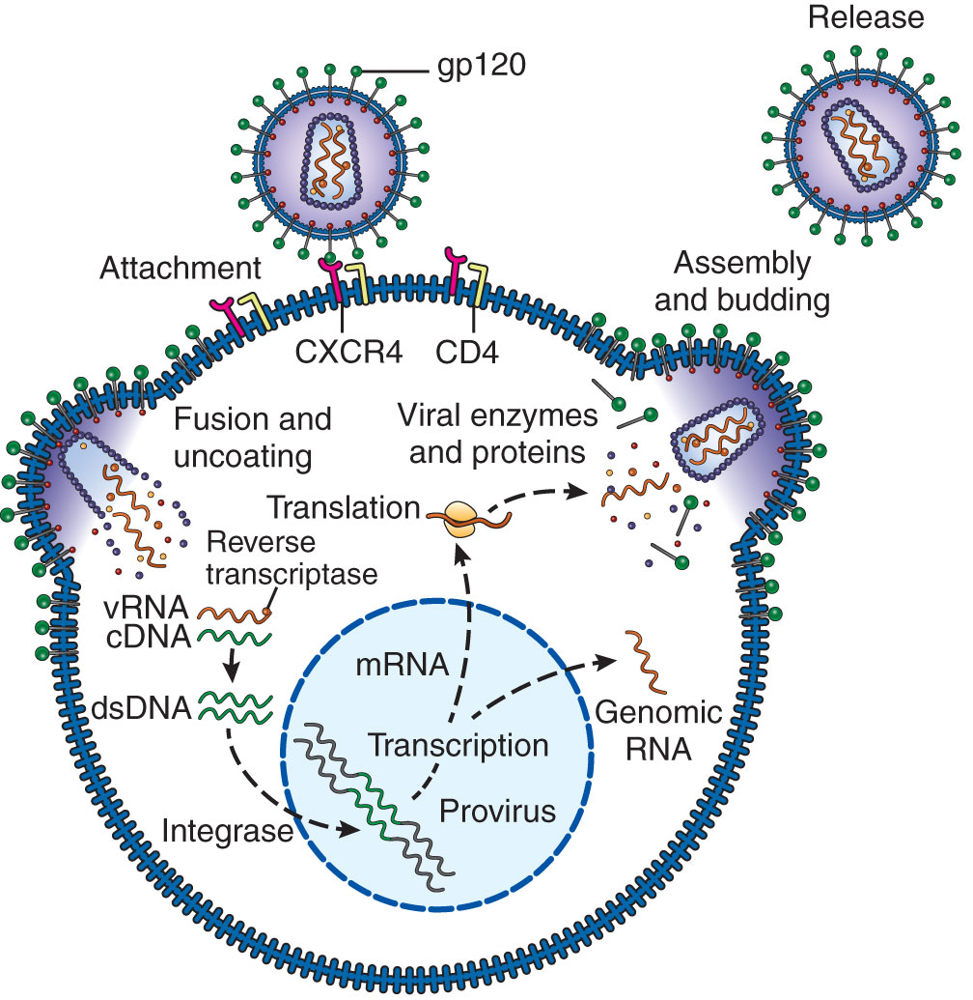 Release
gp120
Attachment
Assembly
and budding
CXCR4
CD4
Fusion and
uncoating
Viral enzymes
and proteins
Translation
Reverse
transcriptase
vRNA
cDNA
mRNA
dsDNA
Genomic
RNA
Transcription
Provirus
Integrase